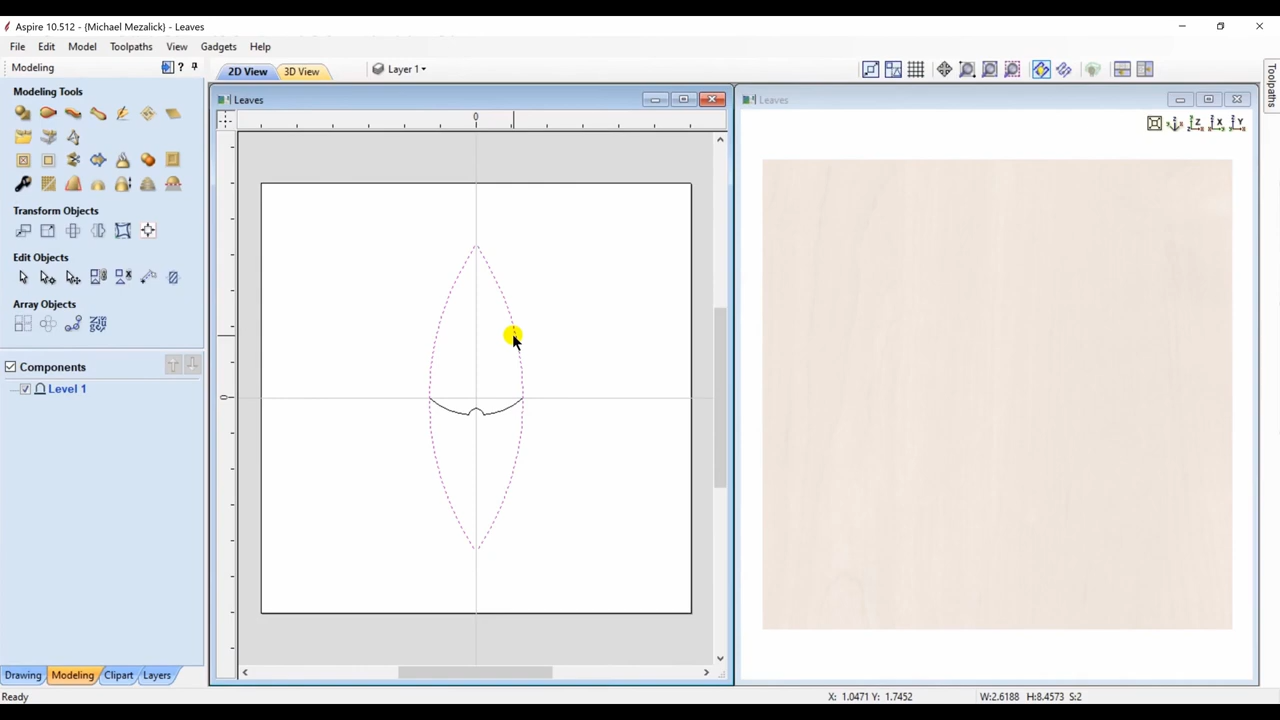 Aspire 10.512 - {Michael Mezalick} - Leaves
File Edit Model Toolpaths View Gadgets Help
Modeling
2D View 3D View Layer 1
Toolpaths
Modeling Tools
Leaves
Leaves
0
Z X Y
Transform Objects
Edit Objects
Array Objects
Components
Level 1
0
Drawing Modeling Clipart Layers
Ready
X: 1.0471 Y: 1.7452
W:2.6188 H:8.4573 S:2